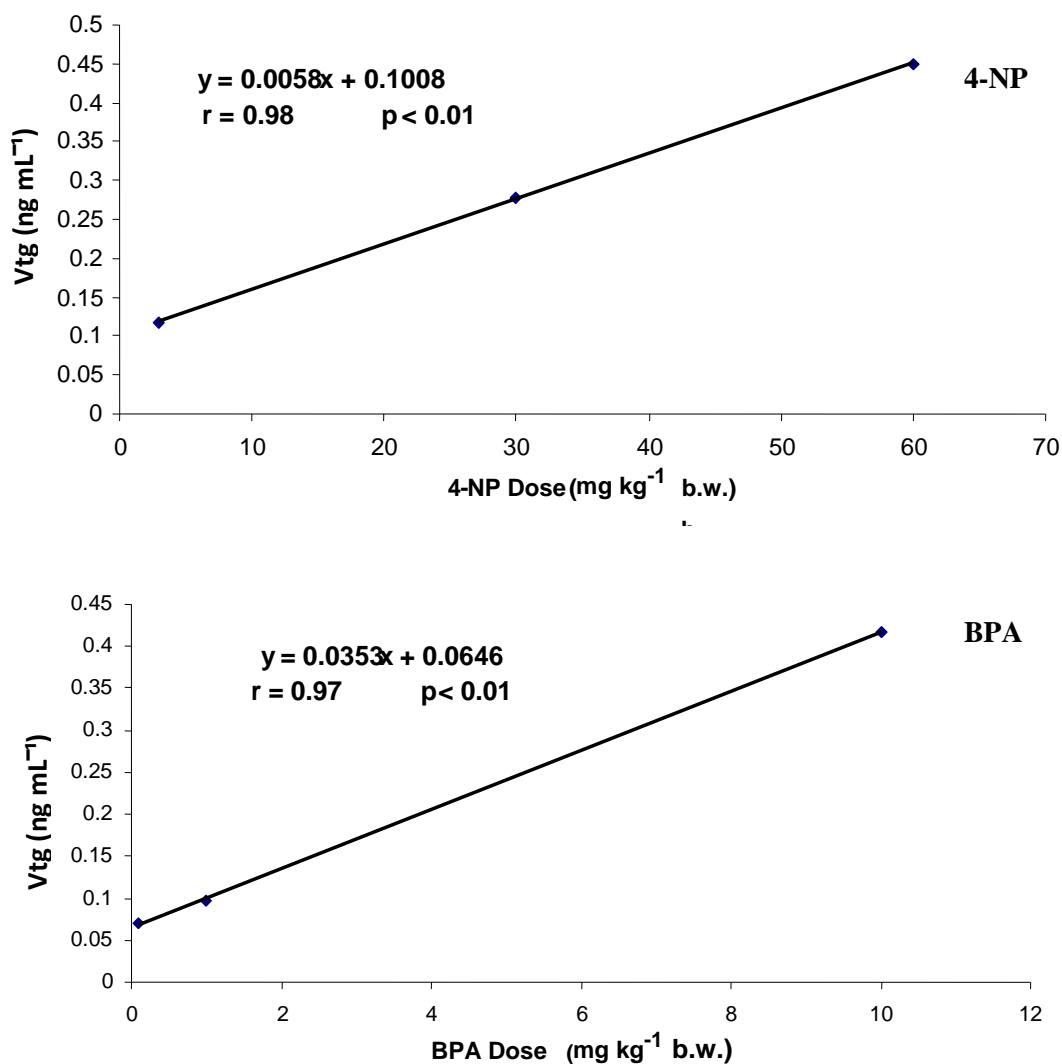 0.5
y = 0.0058x + 0.1008
4-NP
0.45
0.4
r = 0.98 p < 0.01
0.35
0.3
0.25
0.2
0.15
0.1
0.05
0
Vtg (ng mL⁻¹)
0 10 20 30 40 50 60 70
4-NP Dose (mg kg⁻¹ b.w.)
0.45
BPA
0.4
y = 0.0353x + 0.0646
0.35
r = 0.97 p < 0.01
0.3
0.25
0.2
0.15
0.1
0.05
0
Vtg (ng mL⁻¹)
0 2 4 6 8 10 12
BPA Dose (mg kg⁻¹ b.w.)